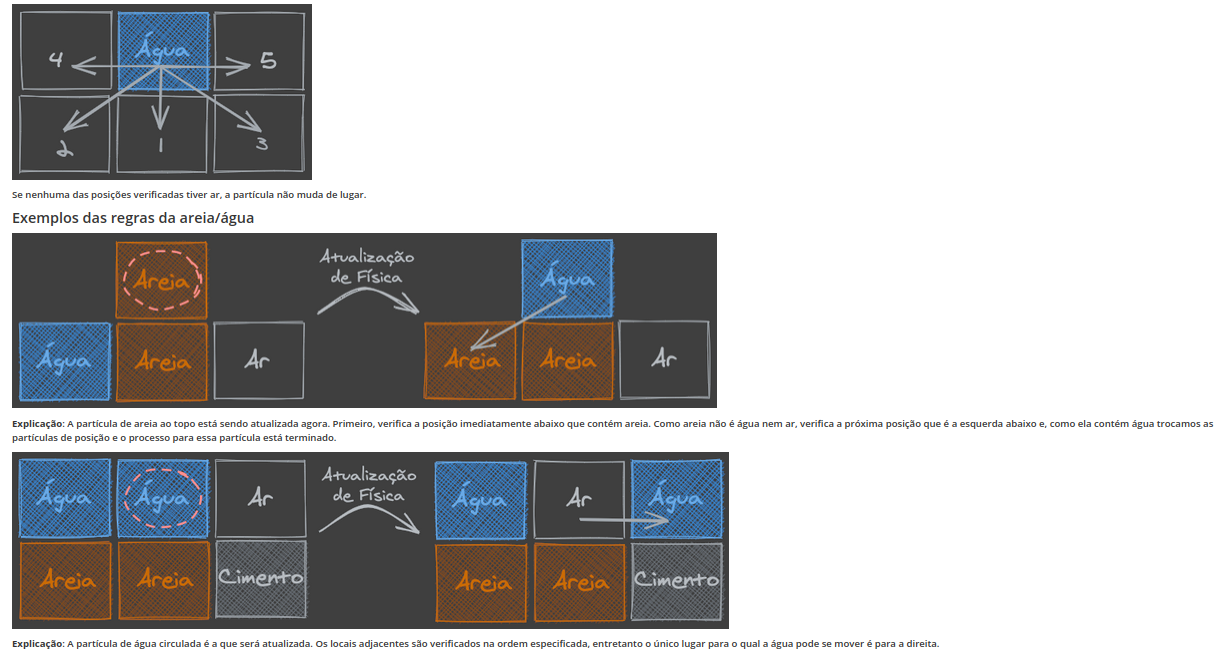 Água
4
5
2
1
3
Se nenhuma das posições verificadas tiver ar, a partícula não muda de lugar.
Exemplos das regras da areia/água
Areia
Atualização
de Física
Água
Água
Areia
Ar
Areia
Areia
Ar
Explicação: A partícula de areia ao topo está sendo atualizada agora. Primeiro, verifica a posição imediatamente abaixo que contém areia. Como areia não é água nem ar, verifica a próxima posição que é a esquerda abaixo e, como ela contém água trocamos as
partículas de posição e o processo para essa partícula está terminado.
Água
Água
Ar
Atualização
de Física
Água
Ar
Água
Areia
Areia
Cimento
Areia
Areia
Cimento
Explicação: A partícula de água circulada é a que será atualizada. Os locais adjacentes são verificados na ordem especificada, entretanto o único lugar para o qual a água pode se mover é para a direita.